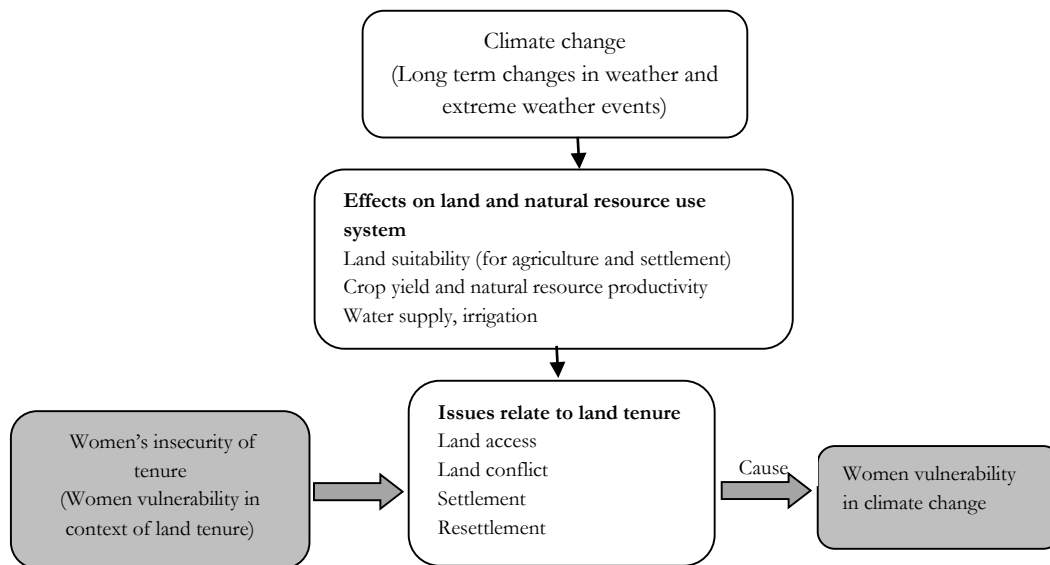 Climate change
(Long term changes in weather and
extreme weather events)
Effects on land and natural resource use
system
Land suitability (for agriculture and settlement)
Crop yield and natural resource productivity
Water supply, irrigation
Women's insecurity of
tenure
(Women vulnerability in
context of land tenure)
Issues relate to land tenure
Land access
Land conflict
Settlement
Resettlement
Cause
Women vulnerability
in climate change